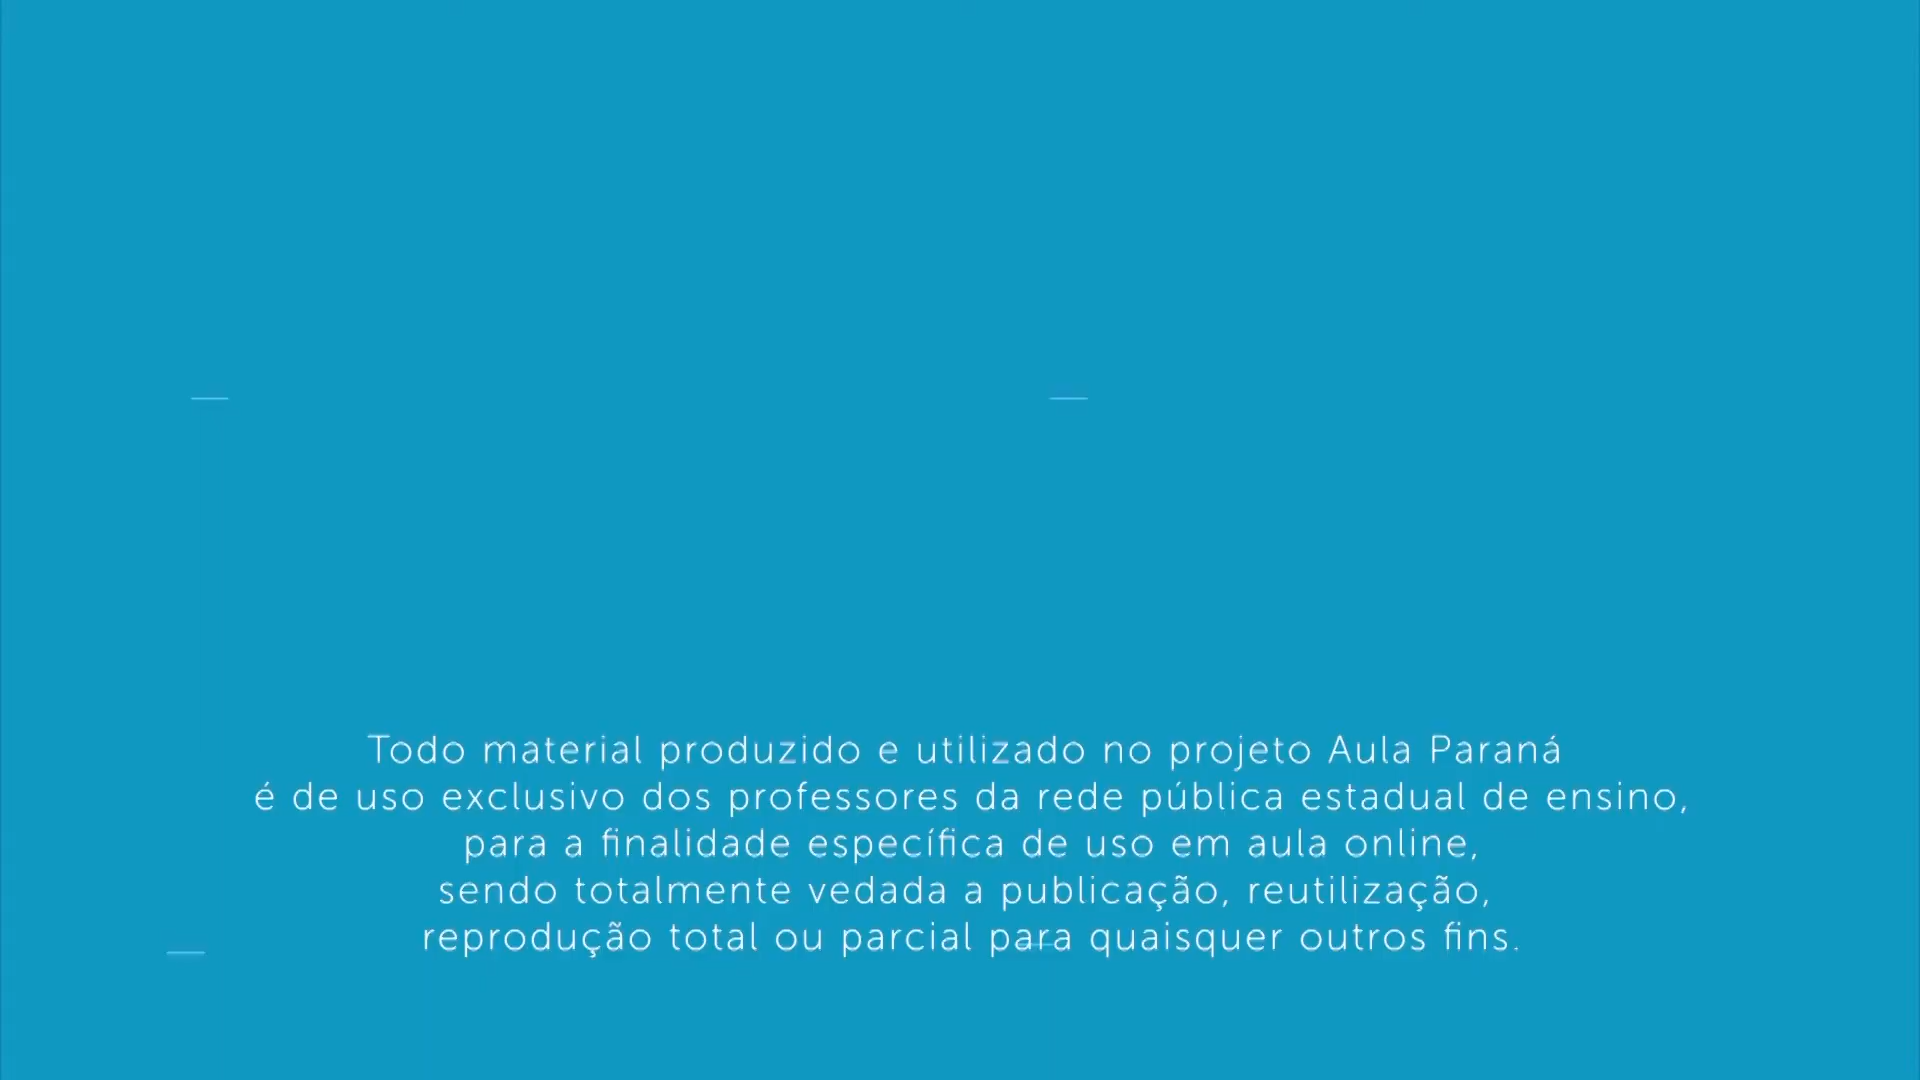 Todo material produzido e utilizado no projeto Aula Paraná
é de uso exclusivo dos professores da rede pública estadual de ensino,
para a finalidade específica de uso em aula online,
sendo totalmente vedada a publicação, reutilização,
reprodução total ou parcial para quaisquer outros fins.